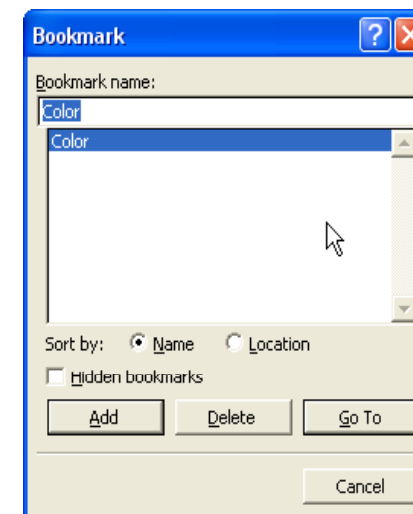 Bookmark ?
Bookmark name:
Color
Color
Sort by: Name Location
Hidden bookmarks
Add Delete Go To
Cancel